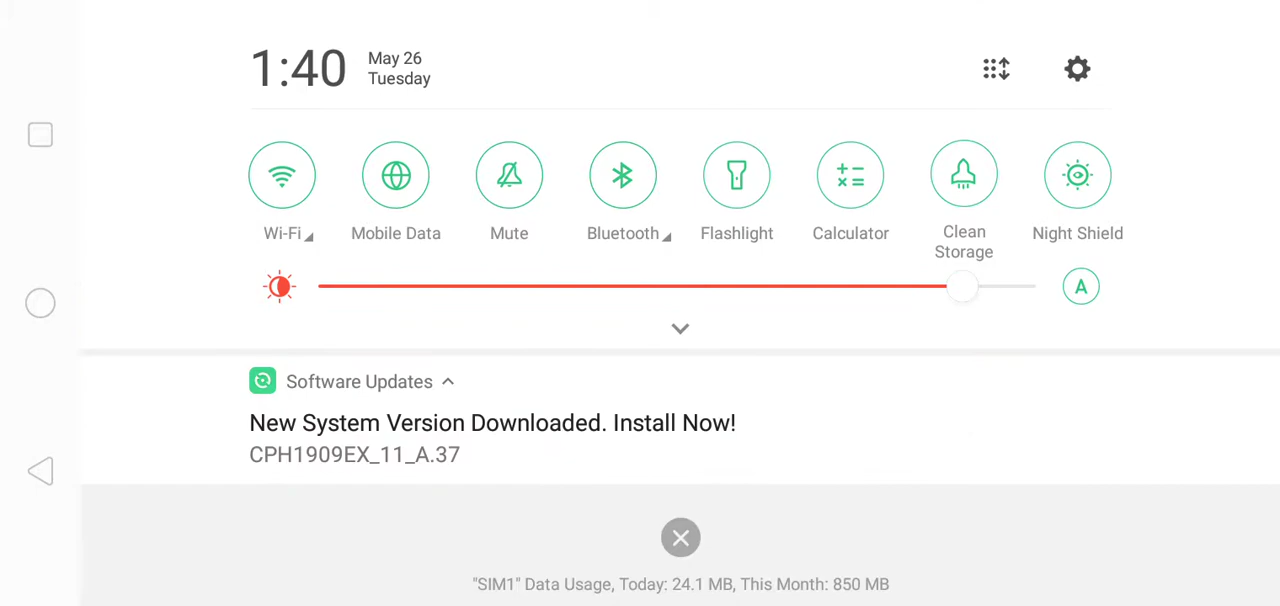 1:40
May 26
Tuesday
Wi-Fi
Mobile Data
Mute
Bluetooth
Flashlight
Calculator
Clean
Storage
Night Shield
A
Software Updates
New System Version Downloaded. Install Now!
CPH1909EX_11_A.37
"SIM1" Data Usage, Today: 24.1 MB, This Month: 850 MB